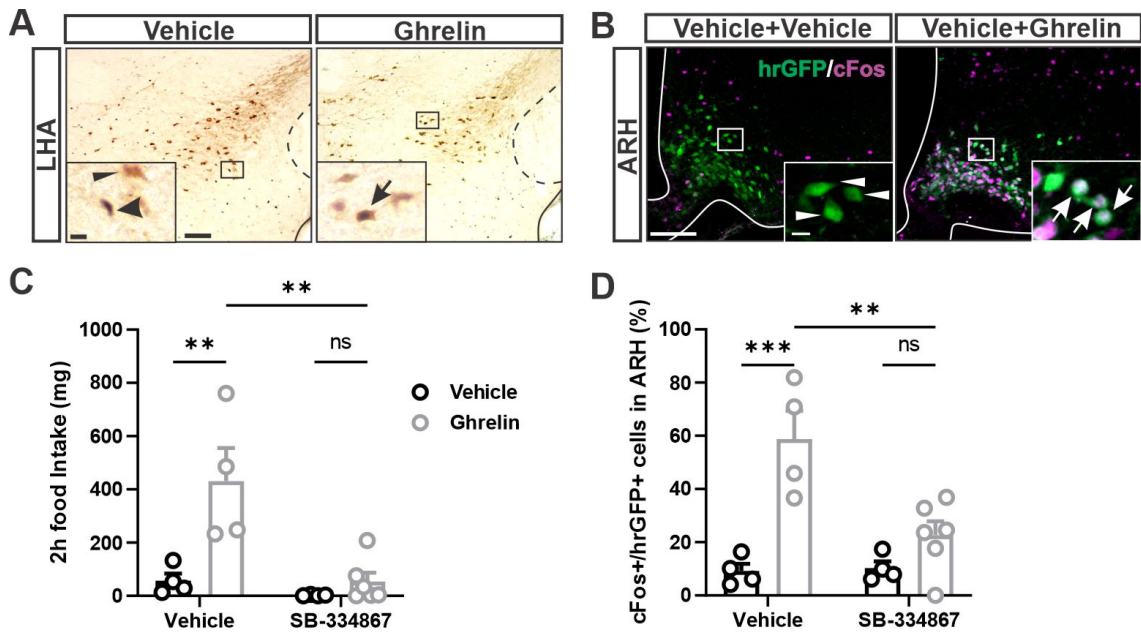 A
Vehicle
Ghrelin
LHA
B
Vehicle+Vehicle
Vehicle+Ghrelin
hrGFP/cFos
ARH
C
**
**
ns
2h food Intake (mg)
1000
800
600
400
200
0
Vehicle
SB-334867
Vehicle
Ghrelin
D
**
***
ns
cFos+/hrGFP+ cells in ARH (%)
100
80
60
40
20
0
Vehicle
SB-334867